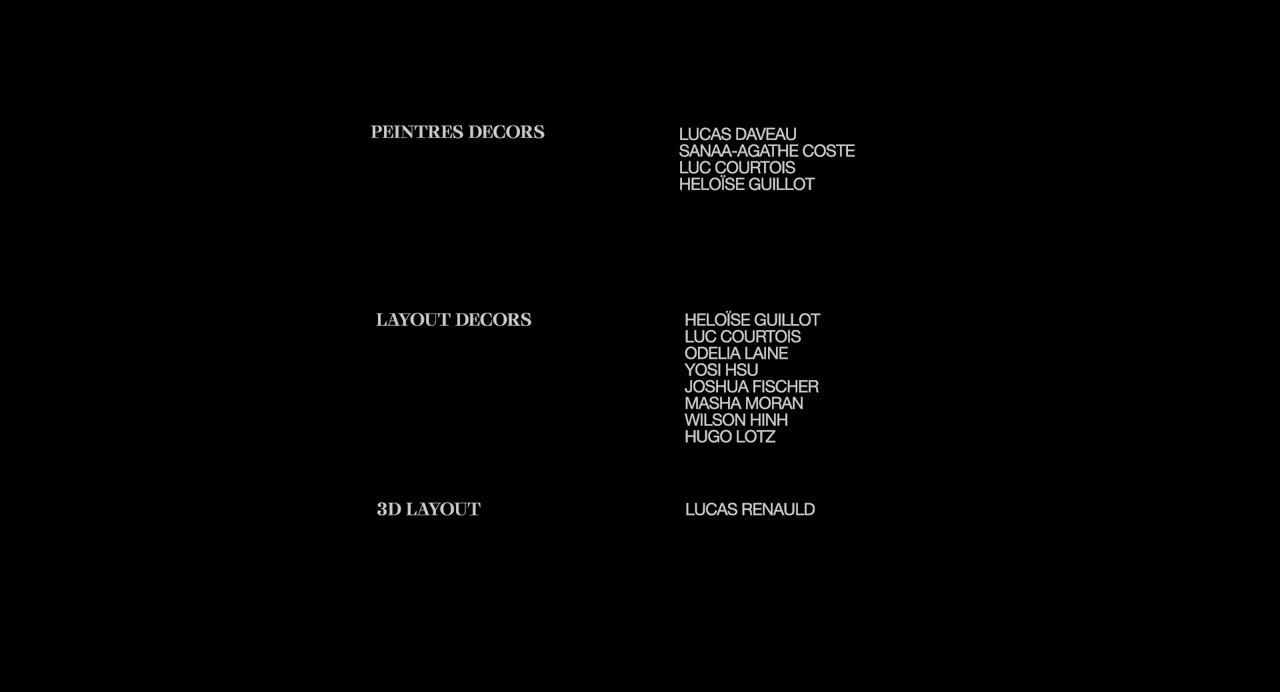 PEINTRES DECORS
LUCAS DAVEAU
SANAA-AGATHE COSTE
LUC COURTOIS
HELOÏSE GUILLOT
LAYOUT DECORS
HELOÏSE GUILLOT
LUC COURTOIS
ODELIA LAINE
YOSI HSU
JOSHUA FISCHER
MASHA MORAN
WILSON HINH
HUGO LOTZ
3D LAYOUT
LUCAS RENAULD